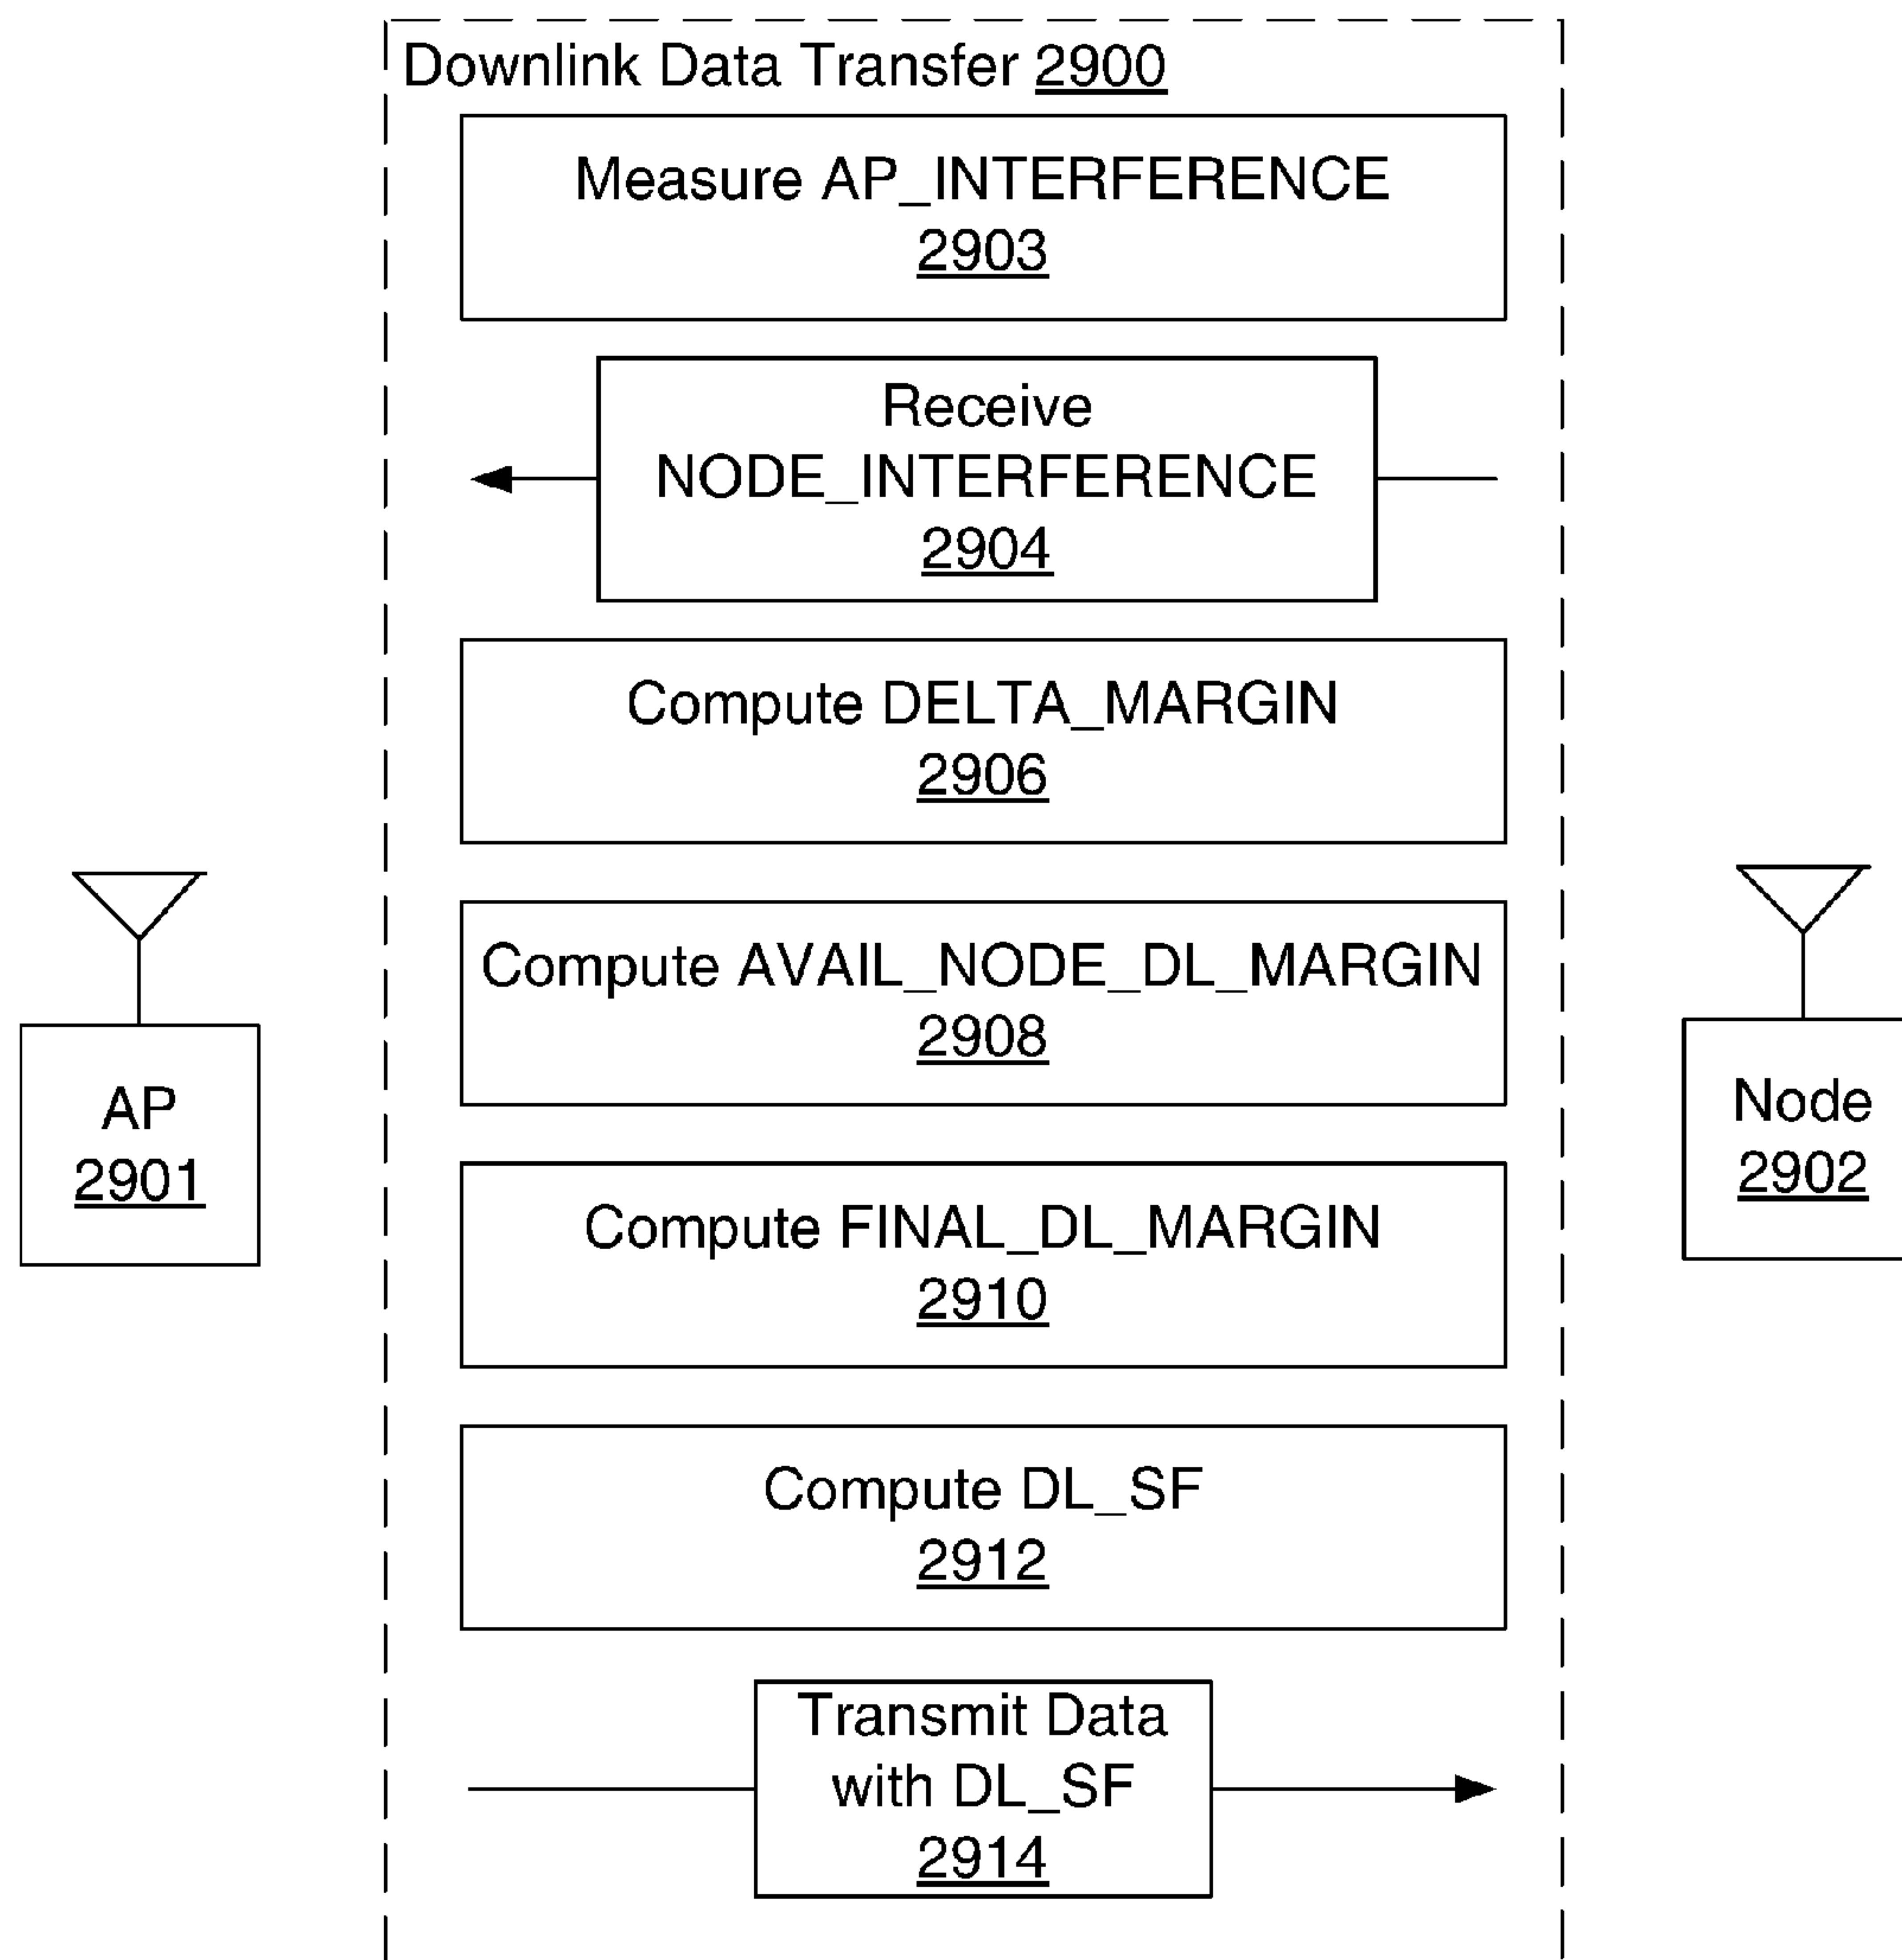 Downlink Data Transfer 2900
Measure AP_INTERFERENCE
2903
Receive
NODE_INTERFERENCE
2904
Compute DELTA_MARGIN
2906
Compute AVAIL_NODE_DL_MARGIN
2908
AP
2901
Node
2902
Compute FINAL_DL_MARGIN
2910
Compute DL_SF
2912
Transmit Data
with DL_SF
2914